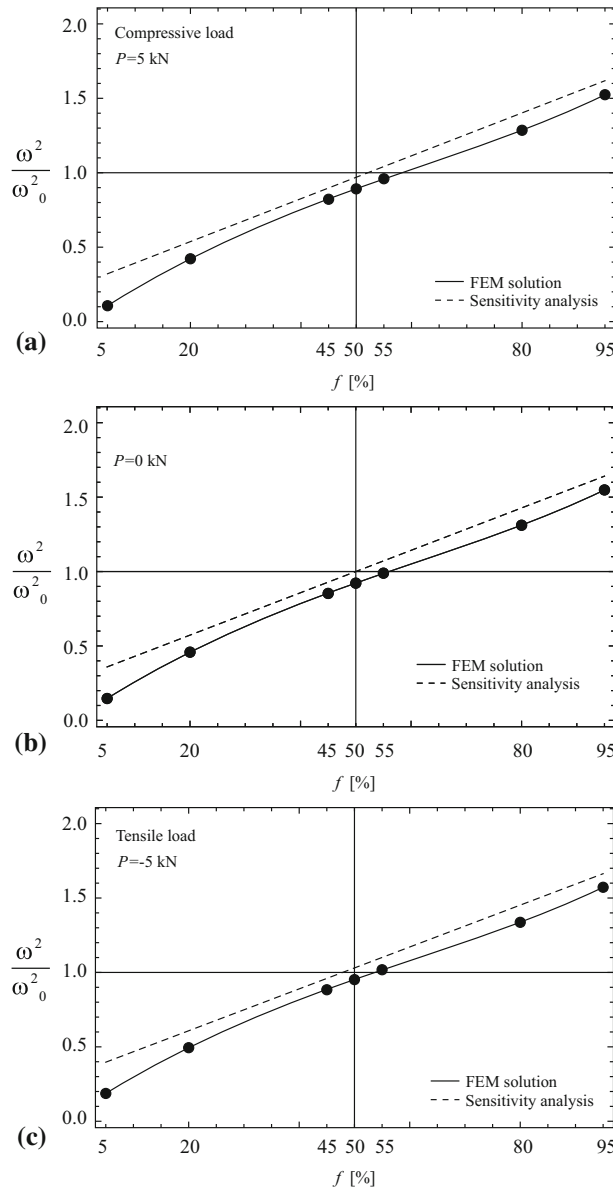 2.0
Compressive load
P=5 kN
1.5
ω²
ω²₀
1.0
0.5
FEM solution
Sensitivity analysis
0.0
(a)
5 20 45 50 55 80 95
f [%]
2.0
P=0 kN
1.5
ω²
ω²₀
1.0
0.5
FEM solution
Sensitivity analysis
0.0
(b)
5 20 45 50 55 80 95
f [%]
2.0
Tensile load
P=-5 kN
1.5
ω²
ω²₀
1.0
0.5
FEM solution
Sensitivity analysis
0.0
(c)
5 20 45 50 55 80 95
f [%]